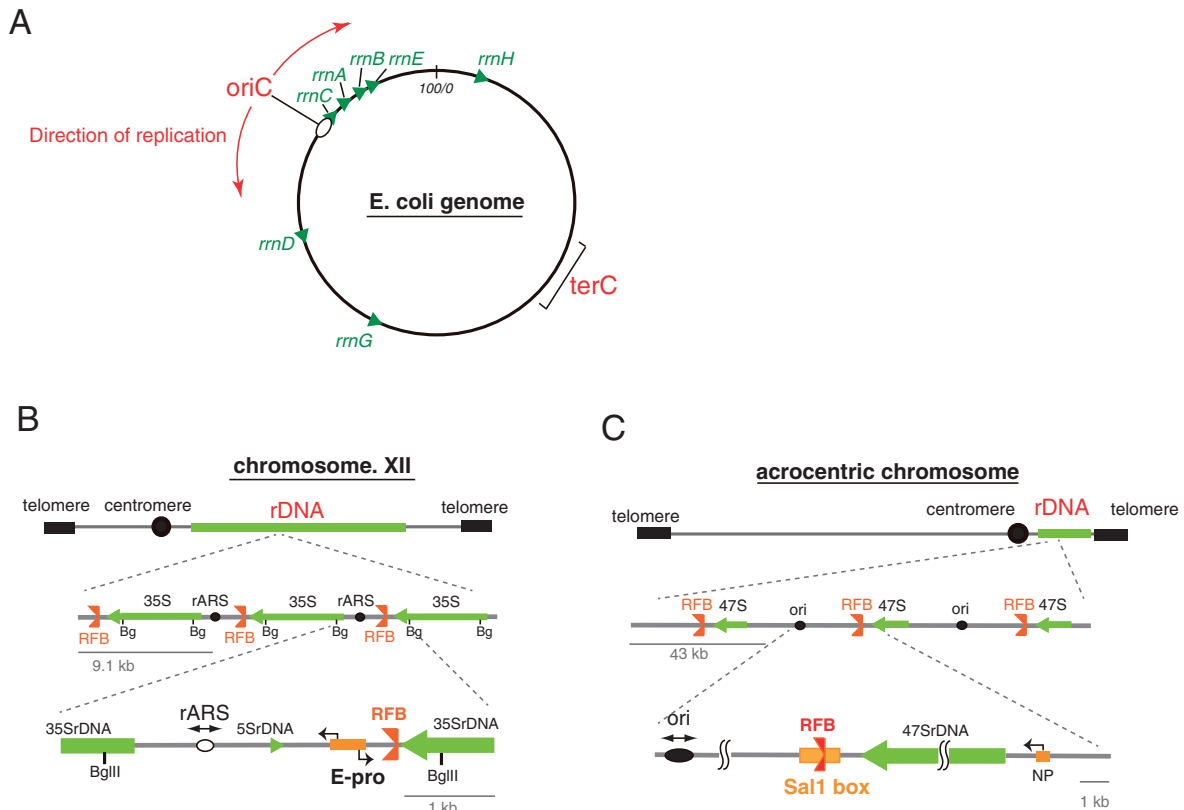 A
rrnB
rrnE
rrnH
rrnA
oriC
rrnC
100/0
Direction of replication
E. coli genome
rrnD
terC
rrnG
B
chromosome. XII
telomere
centromere
rDNA
telomere
35S
rARS
35S
rARS
35S
RFB
Bg
Bg
RFB
Bg
Bg
RFB
Bg
Bg
9.1 kb
35SrDNA
rARS
5SrDNA
RFB
35SrDNA
BglII
E-pro
BglII
1 kb
C
acrocentric chromosome
telomere
centromere
rDNA
telomere
RFB
47S
ori
RFB
47S
ori
RFB
47S
43 kb
ori
RFB
47SrDNA
Sal1 box
NP
1 kb